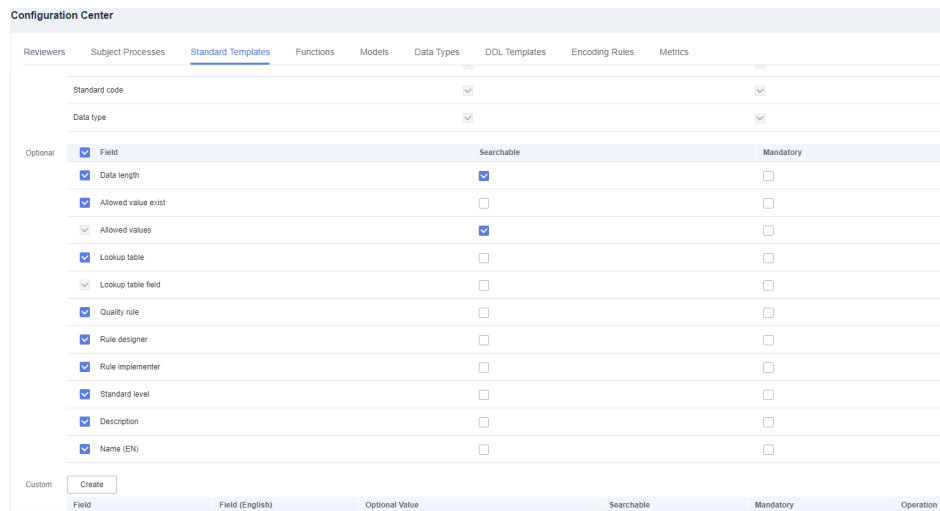 Configuration Center
Reviewers Subject Processes Standard Templates Functions Models Data Types DDL Templates Encoding Rules Metrics
Standard code
Data type
Optional Field Searchable Mandatory
Data length
Allowed value exist
Allowed values
Lookup table
Lookup table field
Quality rule
Rule designer
Rule implementer
Standard level
Description
Name (EN)
Custom Create
Field Field (English) Optional Value Searchable Mandatory Operation